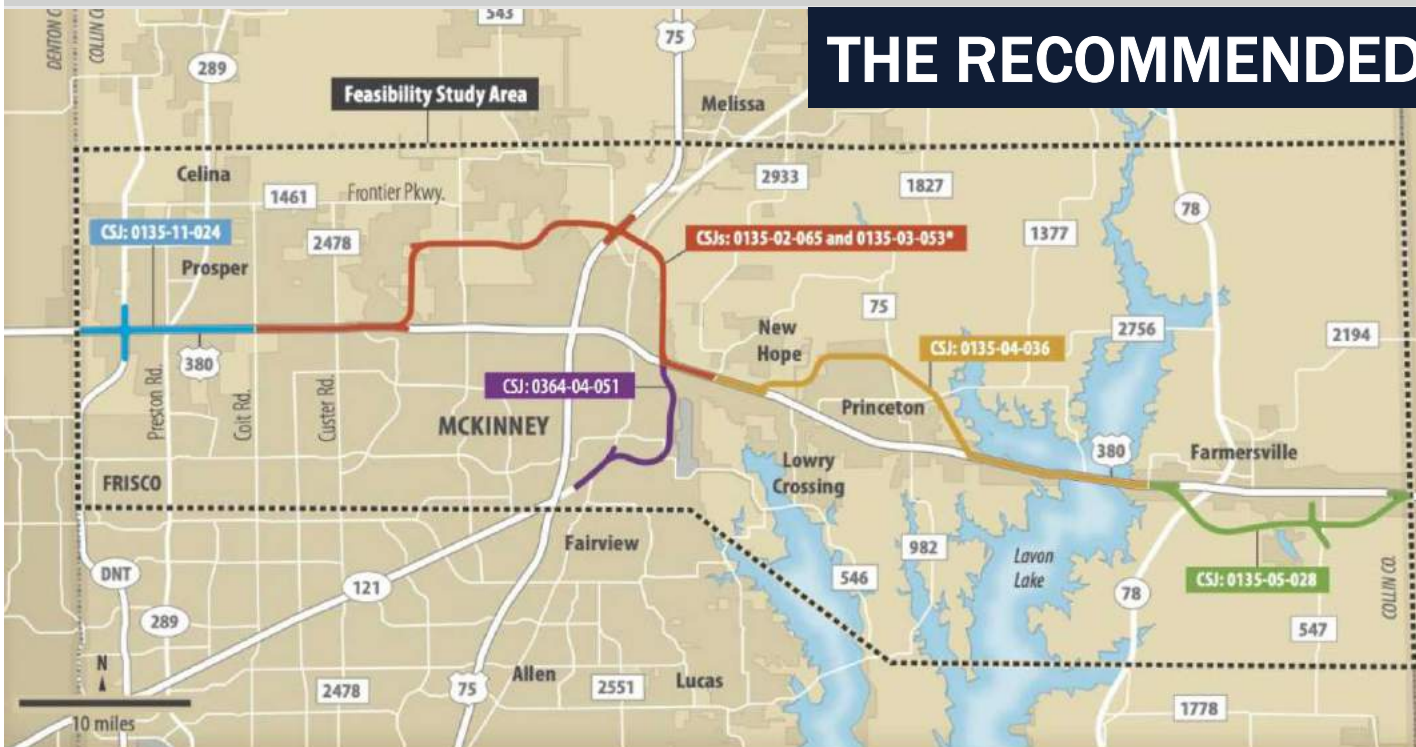 THE RECOMMENDED
DENTON
COLLIN
543
75
289
Feasibility Study Area
Melissa
Celina
1461
Frontier Pkwy.
2933
1827
78
CSJ: 0135-11-024
2478
CSJs: 0135-02-065 and 0135-03-053*
1377
Prosper
75
New
Hope
2756
2194
380
CSJ: 0135-04-036
Preston Rd.
Coit Rd.
Custer Rd.
CSJ: 0364-04-051
MCKINNEY
Princeton
380
Farmersville
Lowry
Crossing
FRISCO
Fairview
982
Lavon
Lake
DNT
121
546
78
CSJ: 0135-05-028
COLLIN CO.
289
547
N
Allen
Lucas
2478
75
2551
10 miles
1778